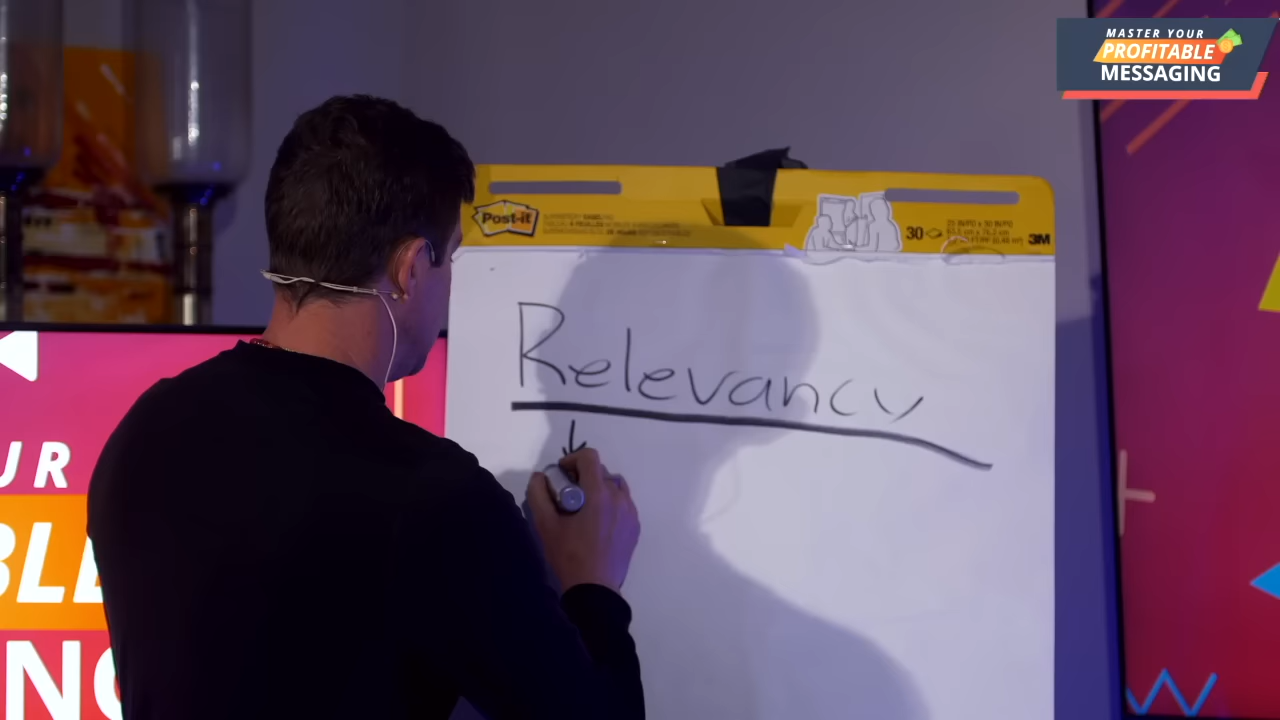 MASTER YOUR
PROFITABLE
MESSAGING
Post-it
30
3M
Relevancy
UR
BLE
NG